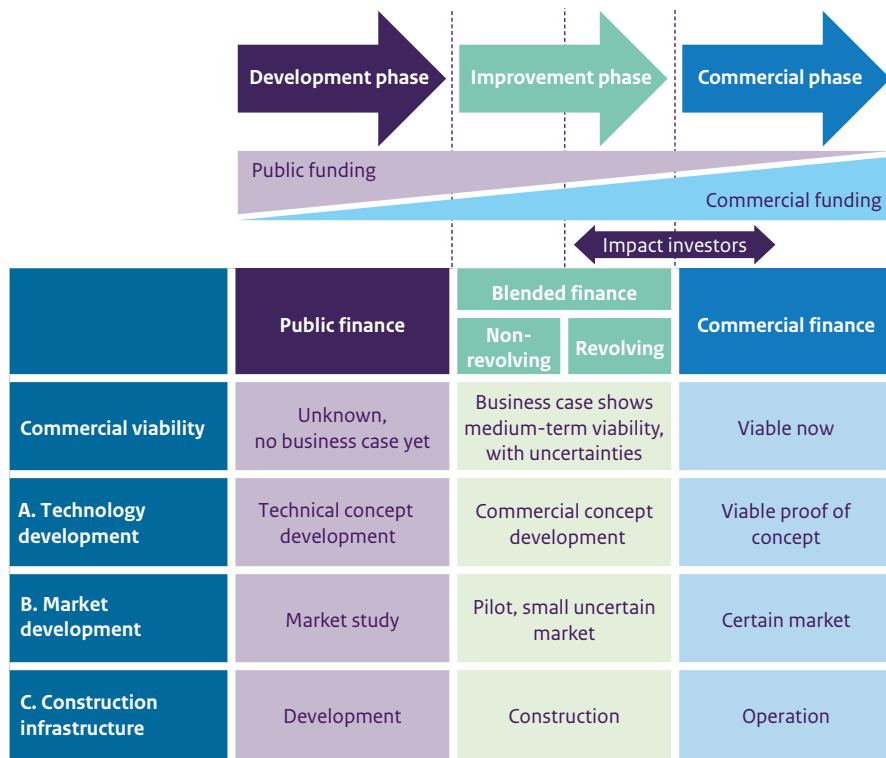 Development phase
Improvement phase
Commercial phase
Public funding
Commercial funding
Impact investors
Public finance
Blended finance
Non-
revolving
Revolving
Commercial finance
Commercial viability
Unknown,
no business case yet
Business case shows
medium-term viability,
with uncertainties
Viable now
A. Technology
development
Technical concept
development
Commercial concept
development
Viable proof of
concept
B. Market
development
Market study
Pilot, small uncertain
market
Certain market
C. Construction
infrastructure
Development
Construction
Operation